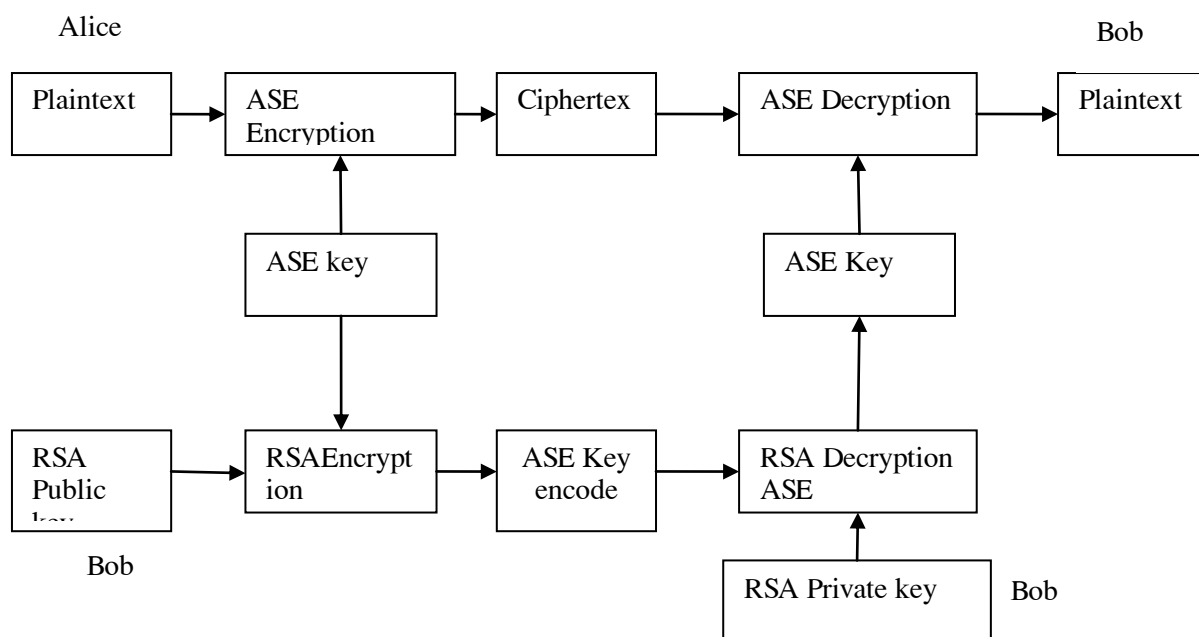 Alice
Bob
Plaintext
ASE
Encryption
Ciphertex
ASE Decryption
Plaintext
ASE key
ASE Key
RSA
Public
key
RSAEncrypt
ion
ASE Key
encode
RSA Decryption
ASE
Bob
RSA Private key
Bob